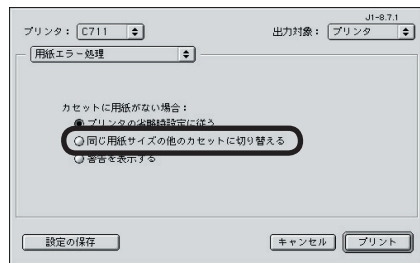 J1-8.7.1
プリンタ： C711 出力対象： プリンタ
用紙エラー処理
カセットに用紙がない場合：
プリンタの省略時設定に従う
同じ用紙サイズの他のカセットに切り替える
警告を表示する
設定の保存 キャンセル プリント